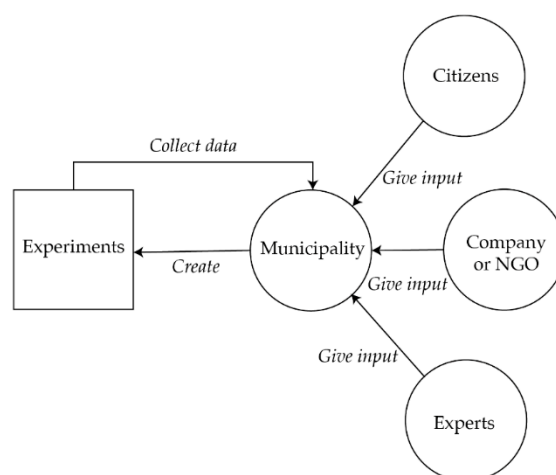 Citizens
Collect data
Give input
Experiments
Municipality
Company
or NGO
Create
Give input
Give input
Experts